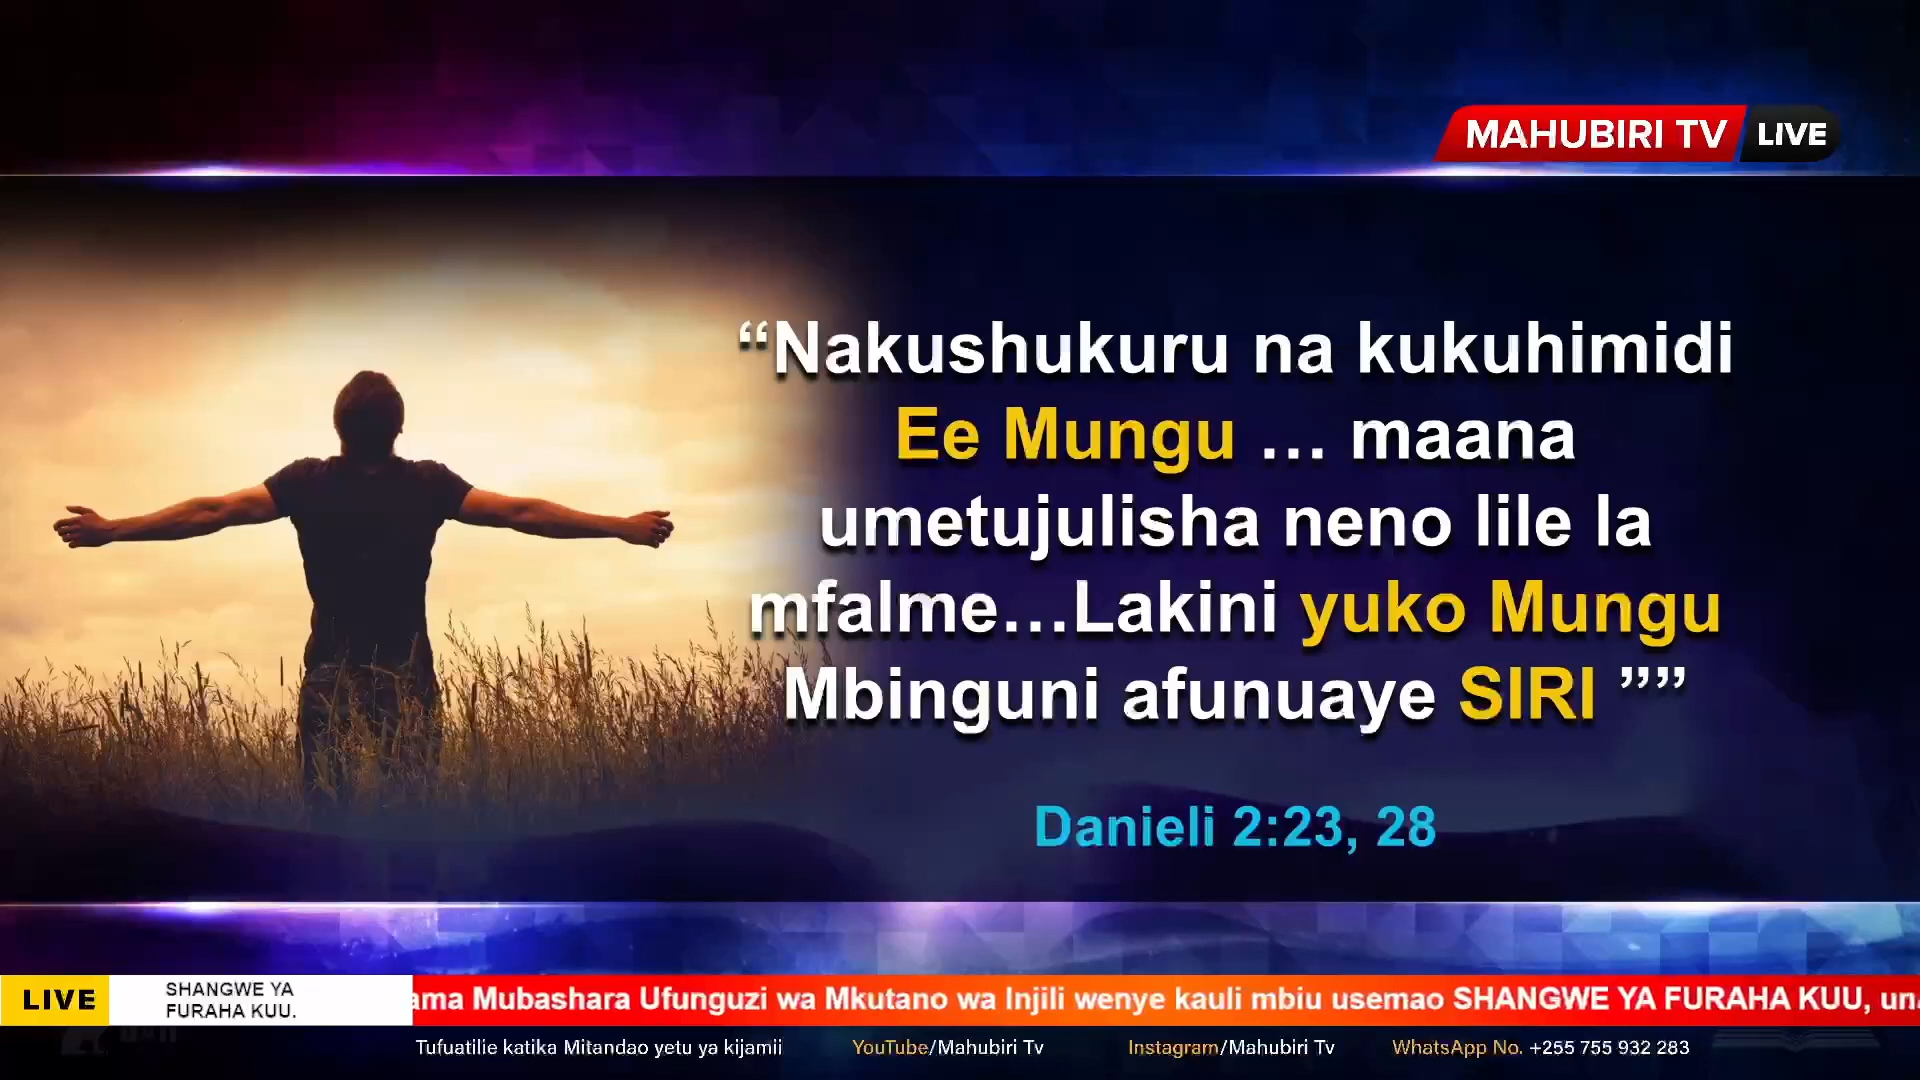 MAHUBIRI TV LIVE
“Nakushukuru na kukuhimidi
Ee Mungu … maana
umetujulisha neno lile la
mfalme…Lakini yuko Mungu
Mbinguni afunuaye SIRI ””
Danieli 2:23, 28
LIVE
SHANGWE YA
FURAHA KUU.
Mubashara Ufunguzi wa Mkutano wa Injili wenye kauli mbiu usemao SHANGWE YA FURAHA KUU,
Tufuatilie katika Mitandao yetu ya kijamii YouTube/Mahubiri Tv Instagram/Mahubiri Tv WhatsApp No. +255 755 932 283